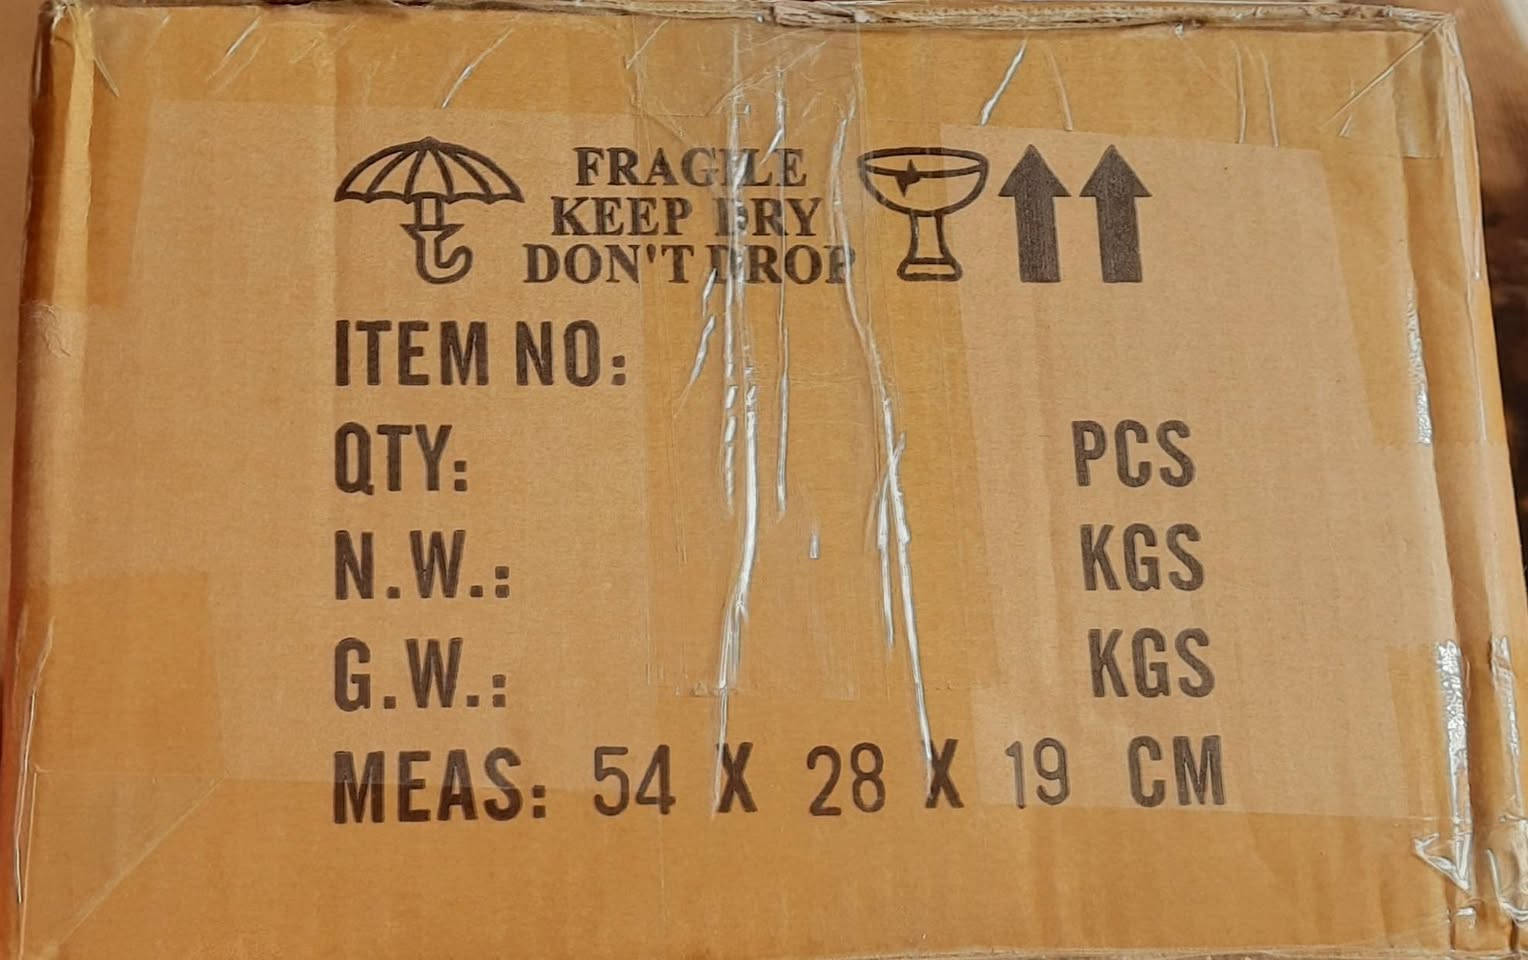 FRAGILE
KEEP DRY
DON'T DROP
ITEM NO:
QTY: PCS
N.W.: KGS
G.W.: KGS
MEAS: 54 X 28 X 19 CM